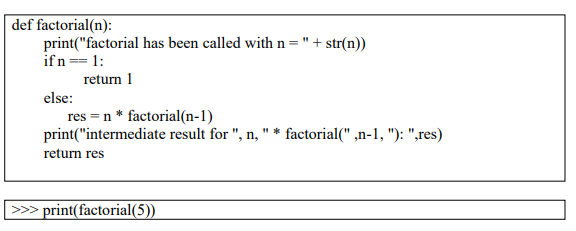 def factorial(n):
print("factorial has been called with n = " + str(n))
if n == 1:
return 1
else:
res = n * factorial(n-1)
print("intermediate result for ", n, " * factorial(" ,n-1, "): ",res)
return res
>>> print(factorial(5))